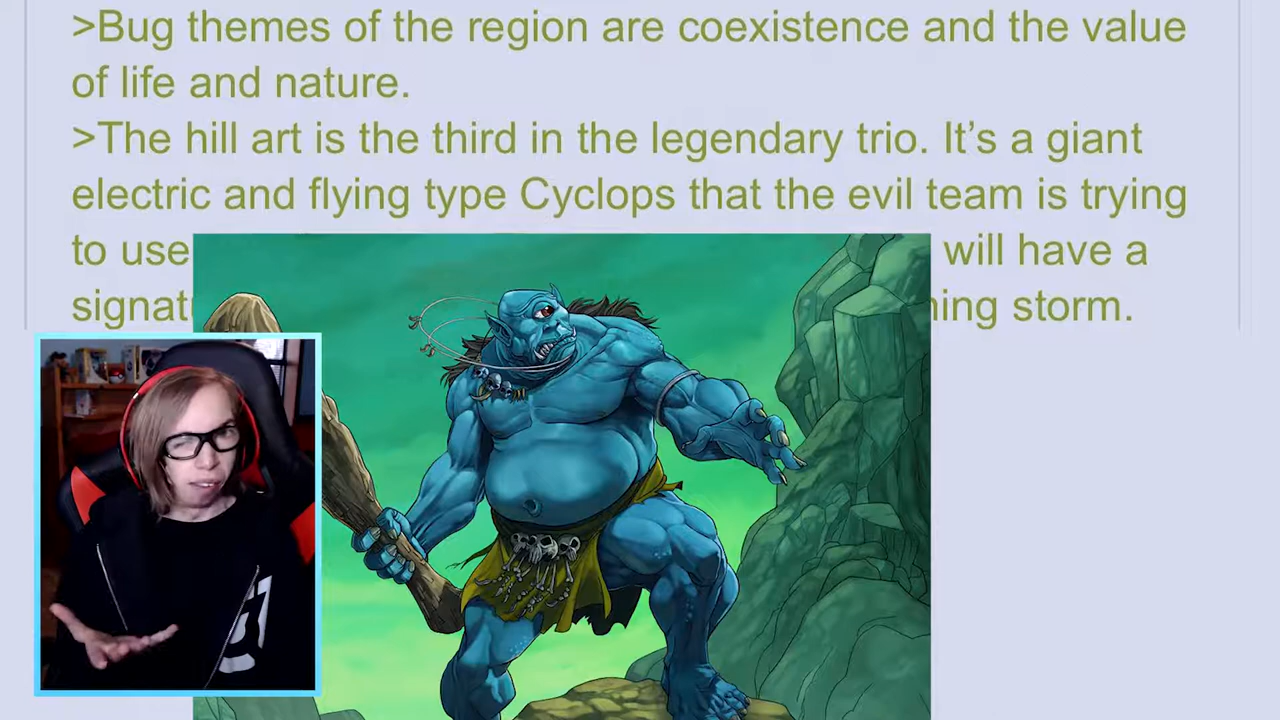 >Bug themes of the region are coexistence and the value
of life and nature.
>The hill art is the third in the legendary trio. It’s a giant
electric and flying type Cyclops that the evil team is trying
to use will have a
storm.